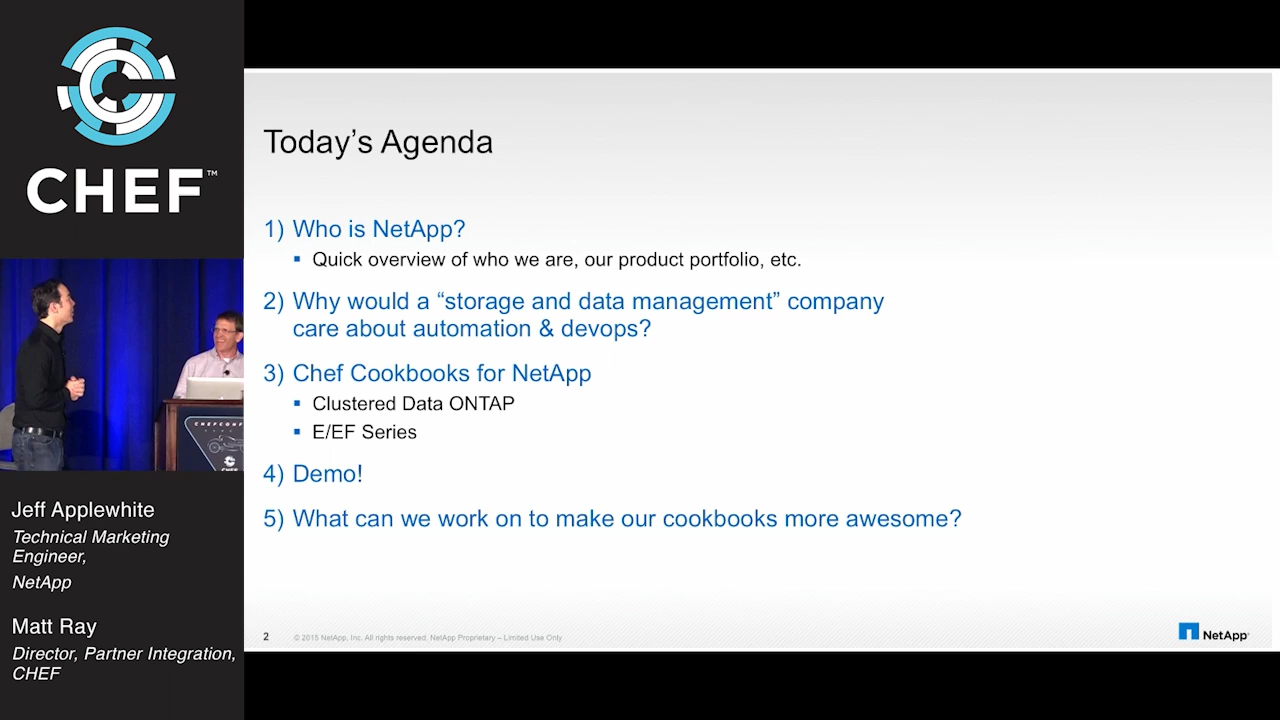 CHEF™
CHEFCONF
CHEF
Jeff Applewhite
Technical Marketing
Engineer,
NetApp
Matt Ray
Director, Partner Integration,
CHEF
Today’s Agenda
1) Who is NetApp?
▪ Quick overview of who we are, our product portfolio, etc.
2) Why would a “storage and data management” company
care about automation & devops?
3) Chef Cookbooks for NetApp
▪ Clustered Data ONTAP
▪ E/EF Series
4) Demo!
5) What can we work on to make our cookbooks more awesome?
2 © 2015 NetApp, Inc. All rights reserved. NetApp Proprietary – Limited Use Only
NetApp